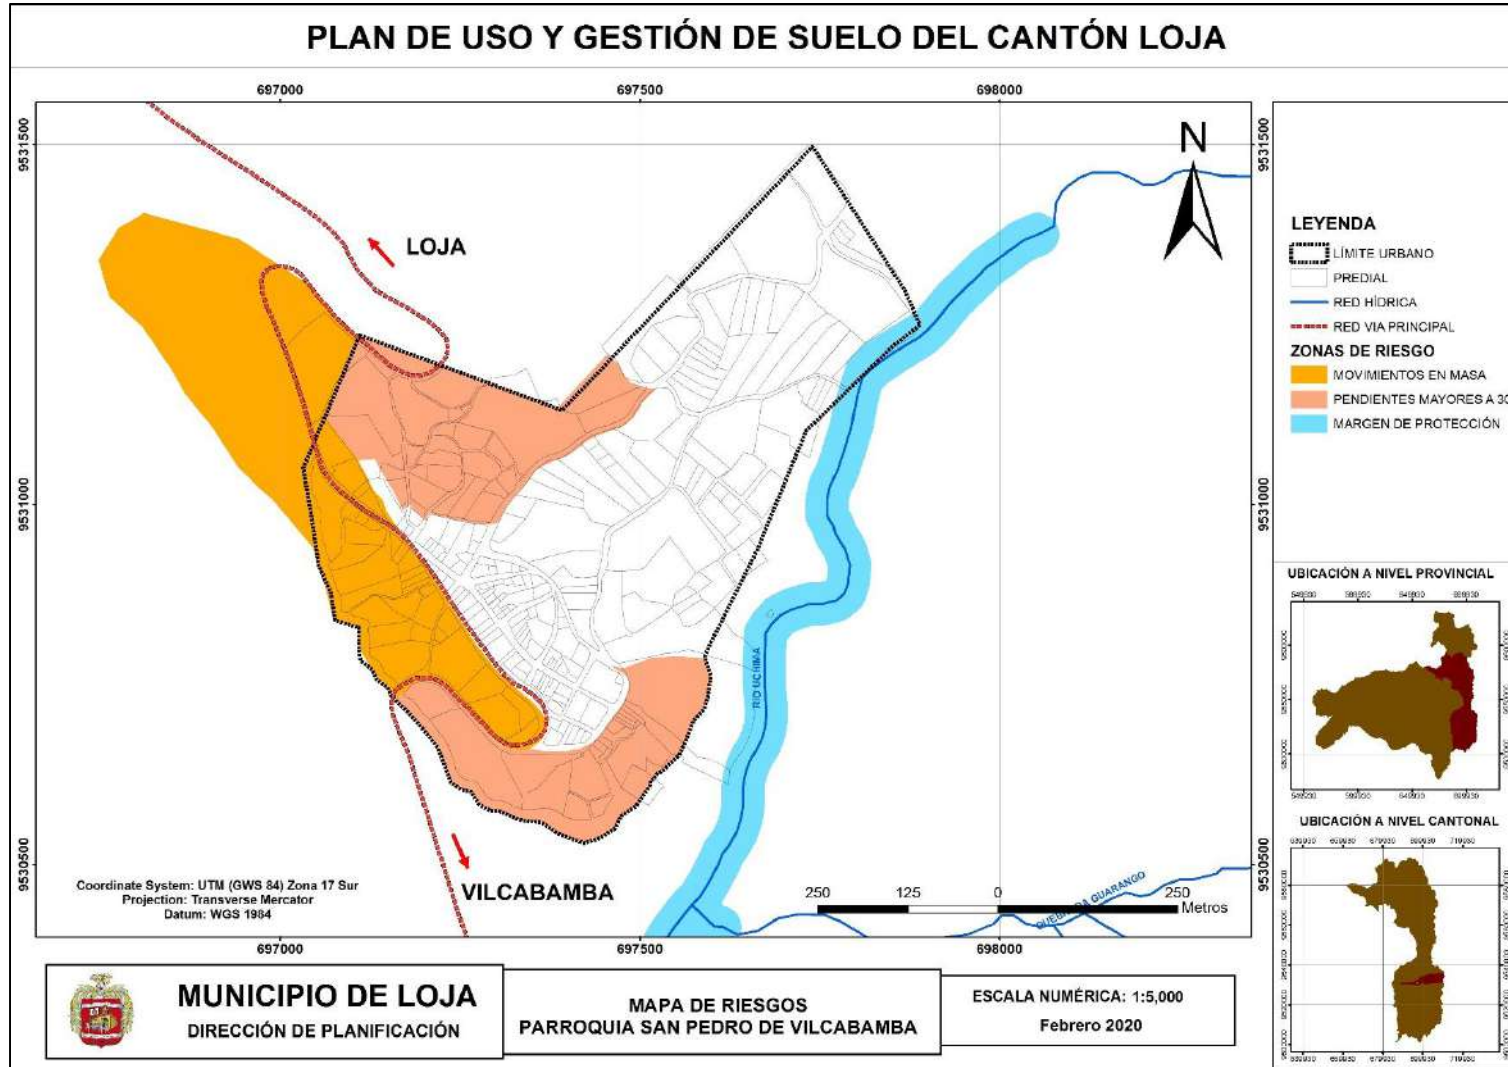 PLAN DE USO Y GESTIÓN DE SUELO DEL CANTÓN LOJA
697000
697500
698000
9531500
9531500
N
LOJA
9531000
9531000
RIO UCHIMA
9530500
9530500
Coordinate System: UTM (GWS 84) Zona 17 Sur
Projection: Transverse Mercator
Datum: WGS 1984
VILCABAMBA
250
125
0
250
Metros
697000
697500
698000
LEYENDA
LÍMITE URBANO
PREDIAL
RED HÍDRICA
RED VIA PRINCIPAL
ZONAS DE RIESGO
MOVIMIENTOS EN MASA
PENDIENTES MAYORES A 30
MARGEN DE PROTECCIÓN
UBICACIÓN A NIVEL PROVINCIAL
UBICACIÓN A NIVEL CANTONAL
MUNICIPIO DE LOJA
DIRECCIÓN DE PLANIFICACIÓN
MAPA DE RIESGOS
PARROQUIA SAN PEDRO DE VILCABAMBA
ESCALA NUMÉRICA: 1:5,000
Febrero 2020